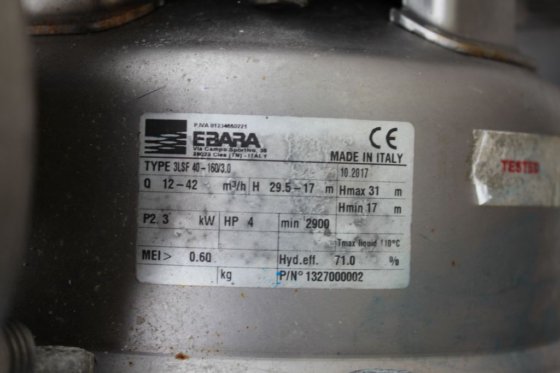 P.IVA 01234660221
EBARA
Via Campo Sportivo, 30
38023 Cles (TN) - ITALY
CE
MADE IN ITALY
TYPE 3LSF 40-160/3.0
10.2017
Q 12-42 m³/h H 29.5-17 m Hmax 31 m
Hmin 17 m
P2. 3 kW HP 4 min 2900
Tmax liquid 110°C
MEI > 0.60 Hyd.eff. 71.0 %
kg P/N° 1327000002
TESTED